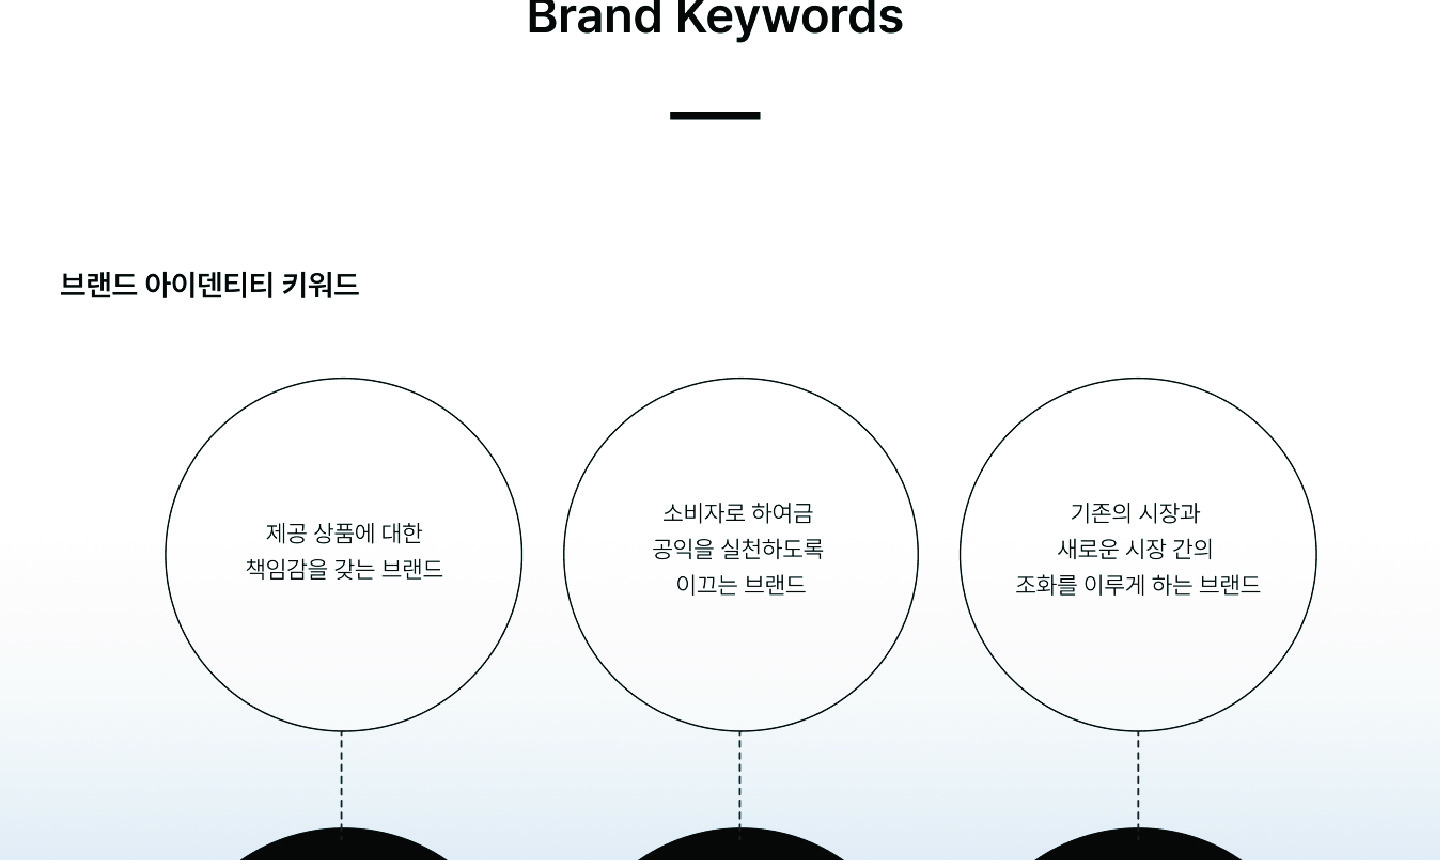 Brand Keywords
브랜드 아이덴티티 키워드
제공 상품에 대한
책임감을 갖는 브랜드
소비자로 하여금
공익을 실천하도록
이끄는 브랜드
기존의 시장과
새로운 시장 간의
조화를 이루게 하는 브랜드